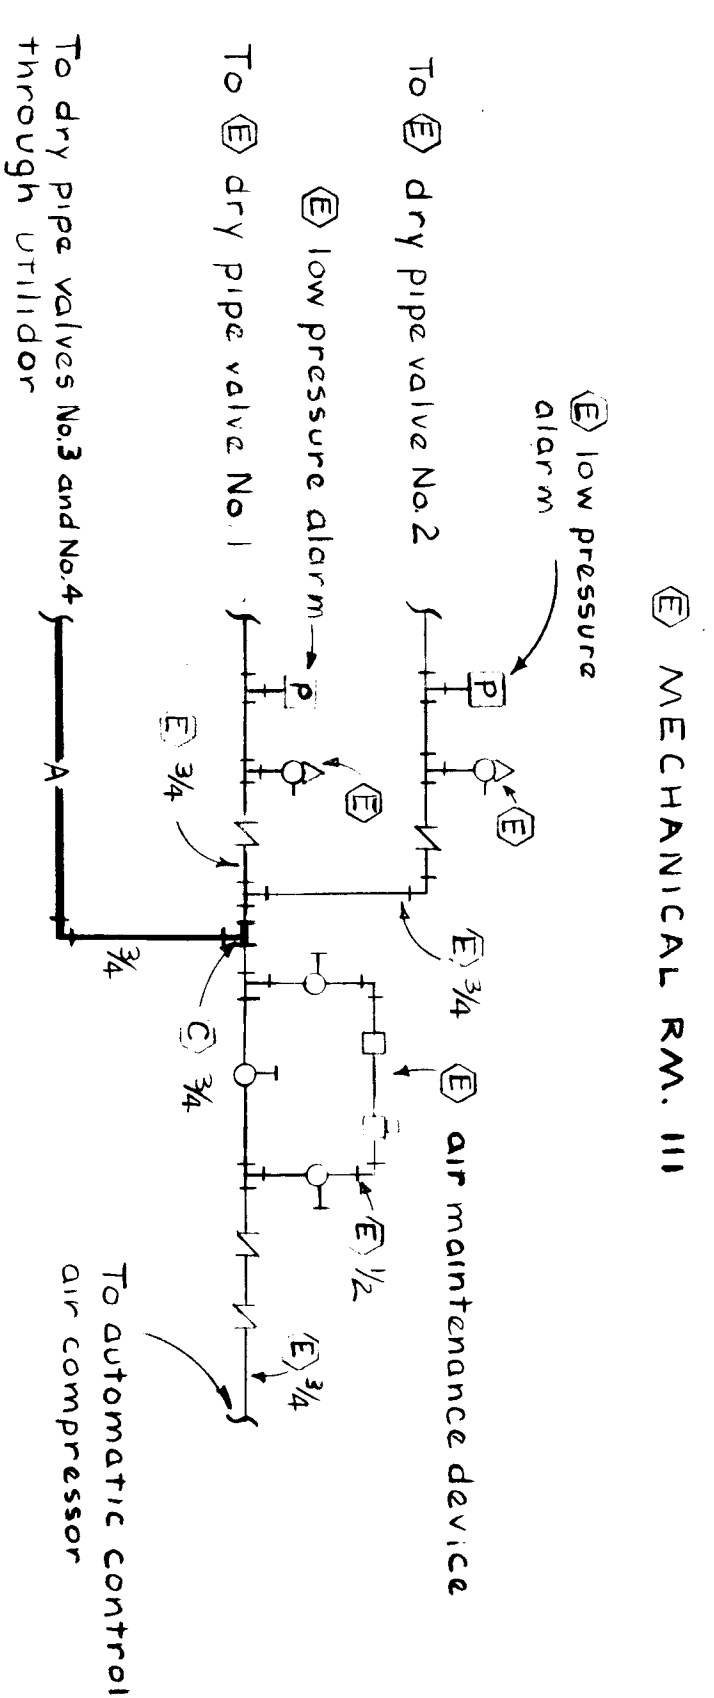 E MECHANICAL RM. 111
E low pressure
alarm
To E dry pipe valve No.2
P
E
E 3/4
E air maintenance device
E low pressure alarm
P
E
E 1/2
To E dry pipe valve No.1
E 3/4
C 3/4
E 3/4
To dry pipe valves No.3 and No.4
through utilidor
A
3/4
To automatic control
air compressor